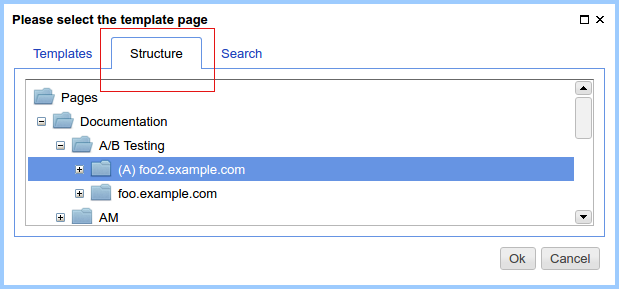 Please select the template page
Templates Structure Search
Pages
Documentation
A/B Testing
(A) foo2.example.com
foo.example.com
AM
Ok Cancel